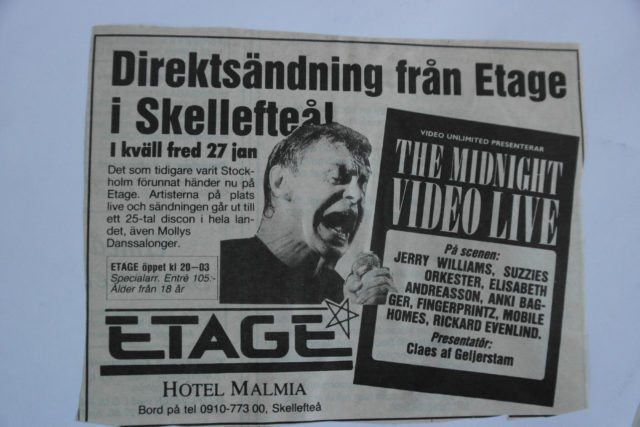 Direktsändning från Etage
i Skellefteå!
I kväll fred 27 jan
Det som tidigare varit Stock-
holm förunnat händer nu på
Etage. Artisterna på plats
live och sändningen går ut till
ett 25-tal discon i hela lan-
det, även Mollys
Danssalonger.
ETAGE öppet kl 20–03
Specialarr. Entré 105:-
Ålder från 18 år
ETAGE
HOTEL MALMIA
Bord på tel 0910-773 00, Skellefteå
VIDEO UNLIMITED PRESENTERAR
THE MIDNIGHT
VIDEO LIVE
På scenen:
JERRY WILLIAMS, SUZZIES
ORKESTER, ELISABETH
ANDREASSON, ANKI BAG-
GER, FINGERPRINTZ, MOBILE
HOMES, RICKARD EVENLIND.
Presentatör:
Claes af Geijerstam